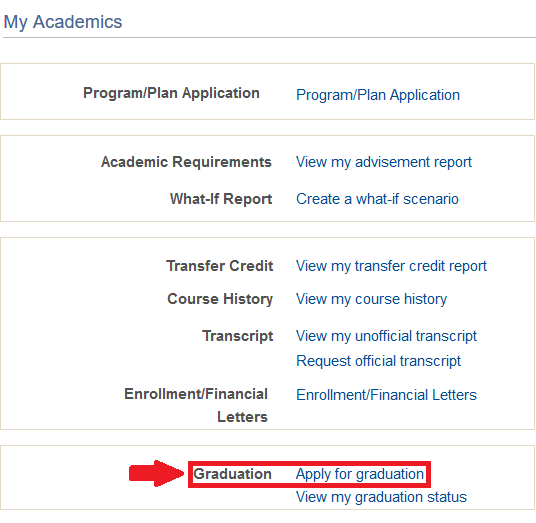 My Academics
Program/Plan Application Program/Plan Application
Academic Requirements View my advisement report
What-If Report Create a what-if scenario
Transfer Credit View my transfer credit report
Course History View my course history
Transcript View my unofficial transcript
Request official transcript
Enrollment/Financial Enrollment/Financial Letters
Letters
Graduation Apply for graduation
View my graduation status